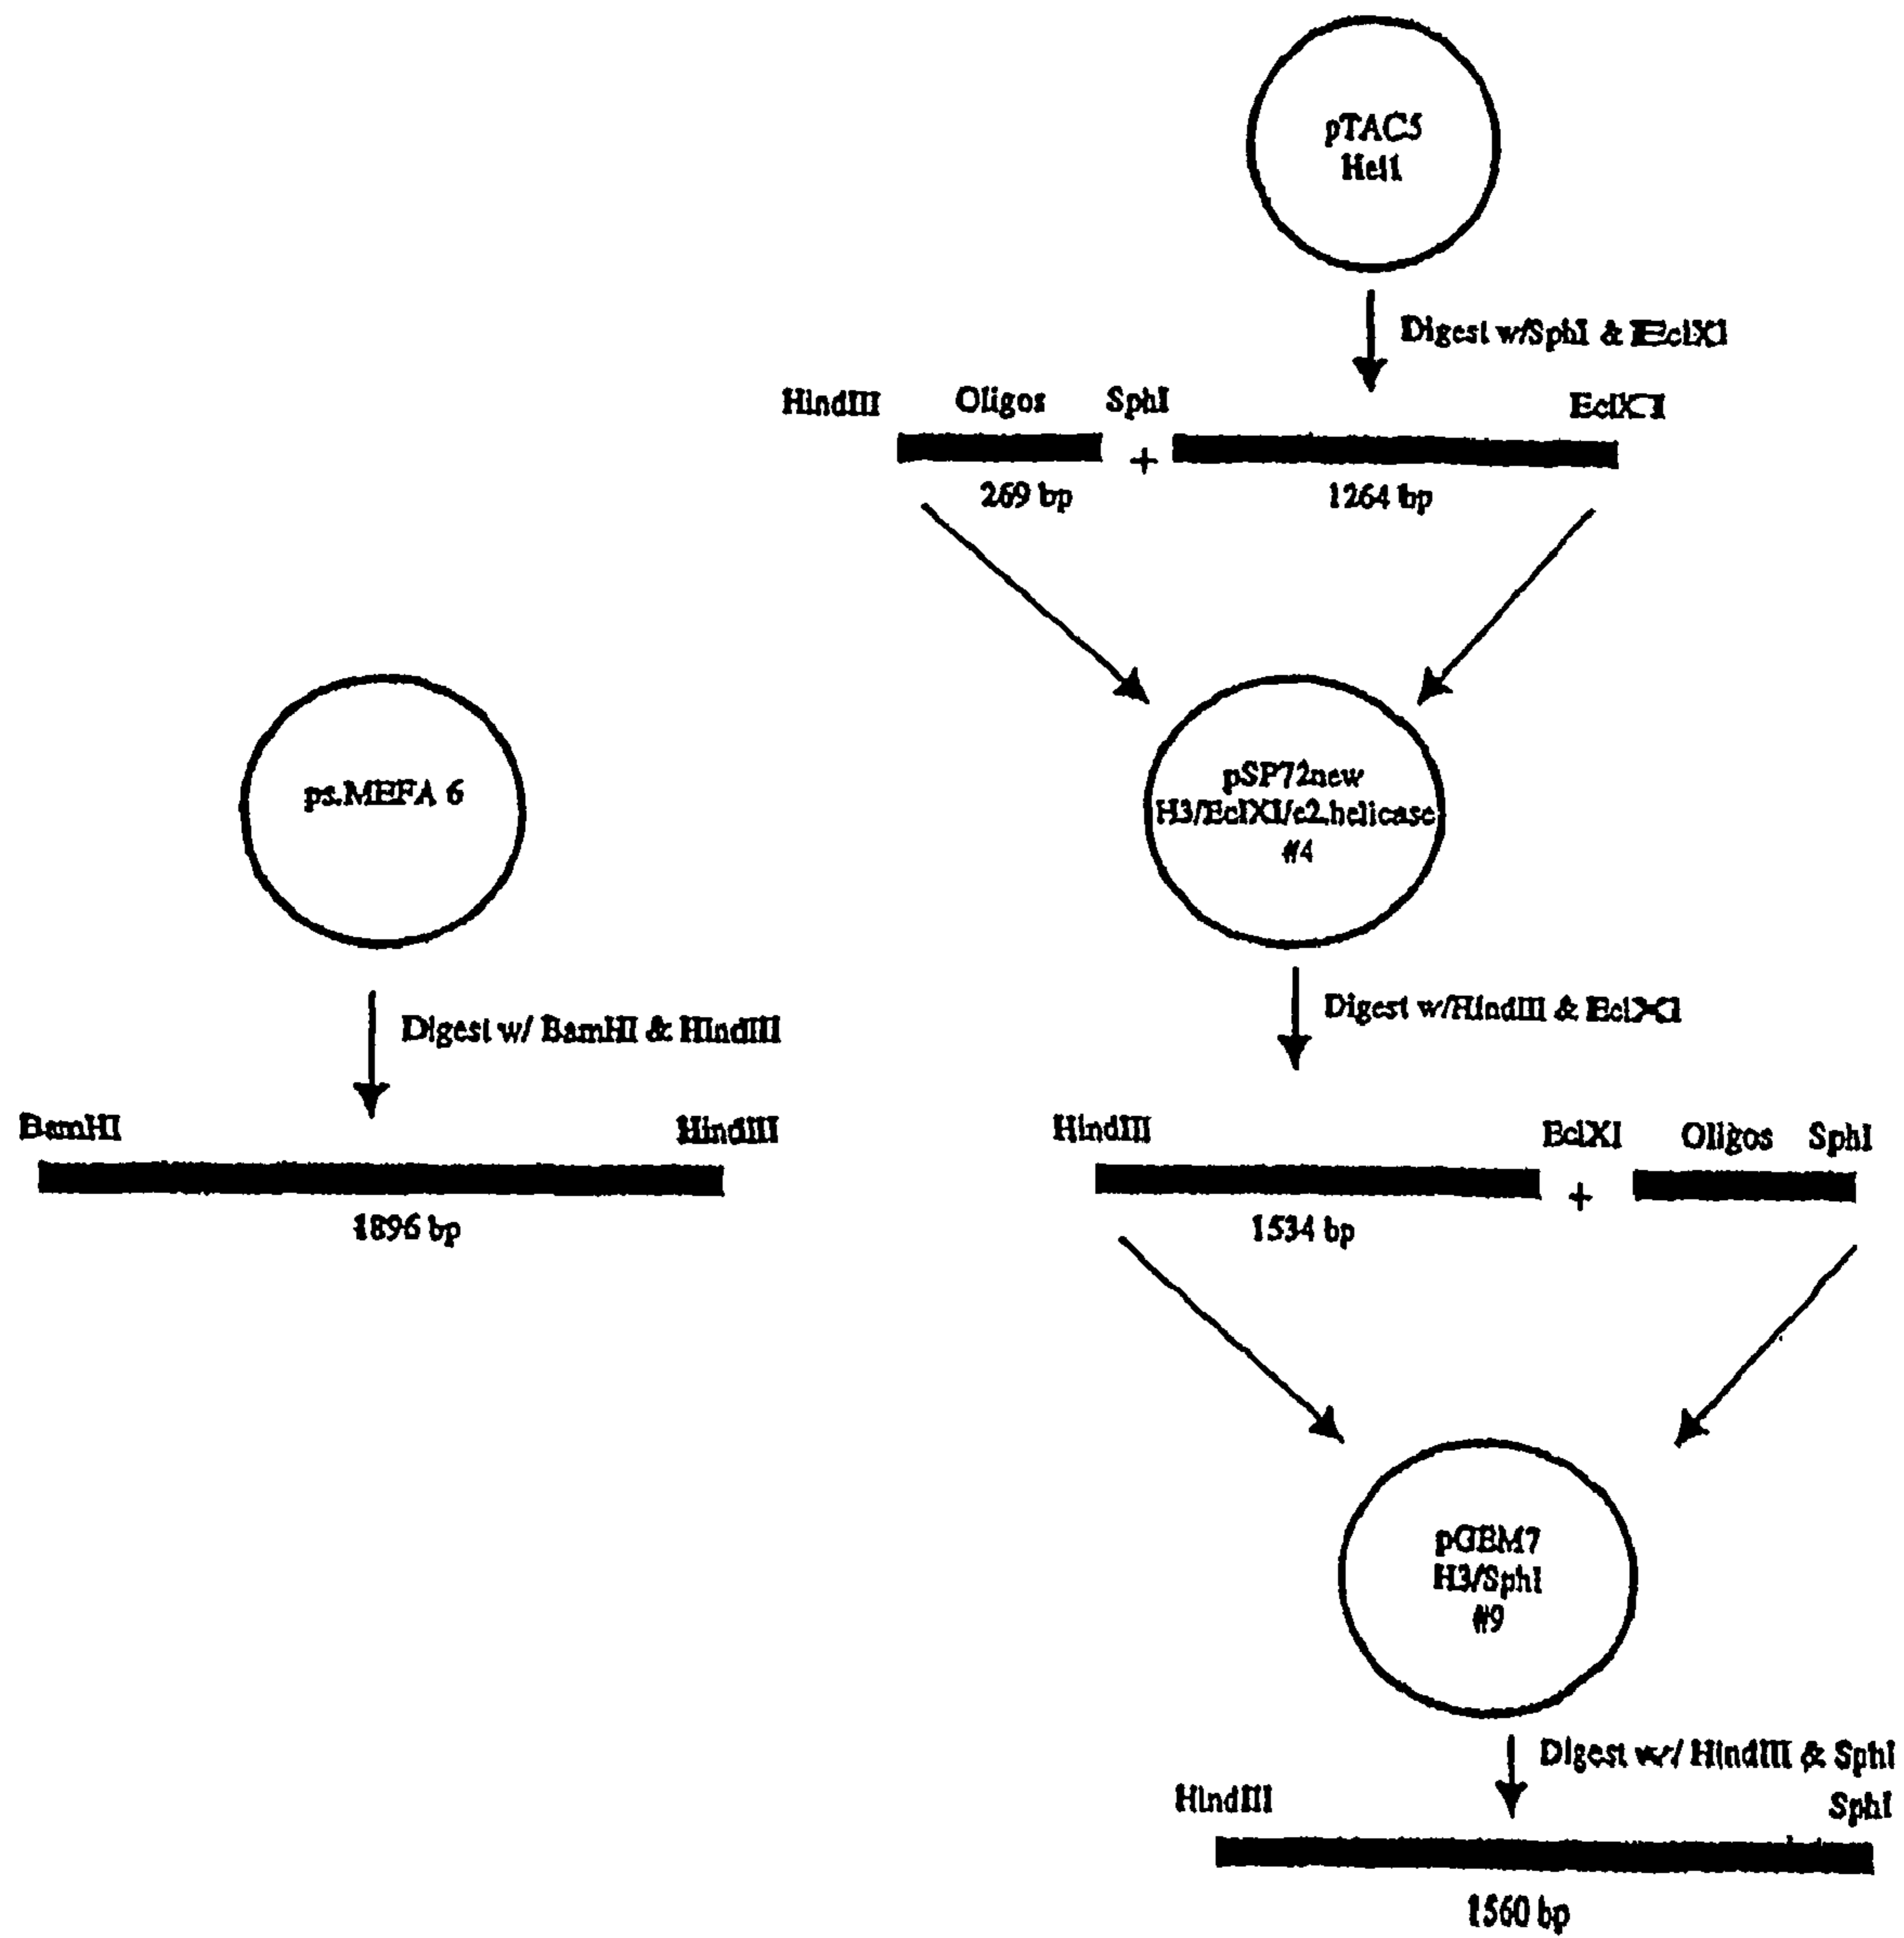 pTAC5
Hel1
Digest w/SphI & EclXI
HindIII Oligos SphI EclXI
+
269 bp 1264 bp
ps.MEFA 6
pSP72new
H3/EclXI/e2.helicase
#4
Digest w/ BamHI & HindIII
Digest w/HindIII & EclXI
BamHI HindIII
HindIII EclXI Oligos SphI
+
1896 bp
1534 bp
pGEM7
H3/SphI
#9
Digest w/ HindIII & SphI
HindIII SphI
1560 bp